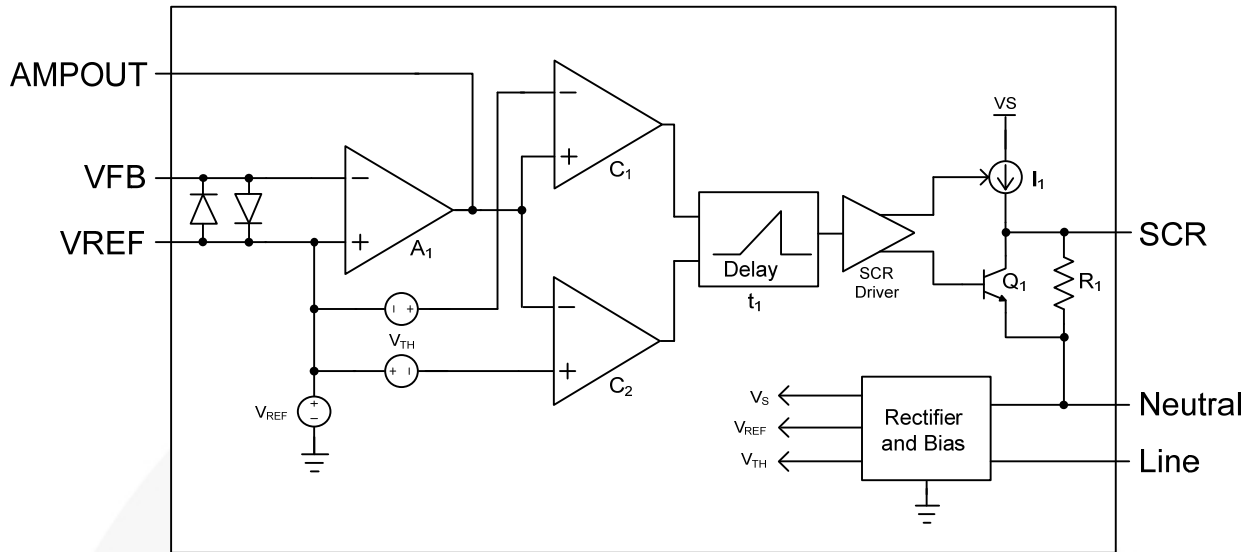 AMPOUT
VFB
VREF
−
+
A1
−
+
C1
−
+
C2
− +
VTH
+ −
VREF
+
−
Delay
t1
SCR
Driver
VS
I1
Q1
R1
SCR
Neutral
Line
Rectifier
and Bias
VS
VREF
VTH